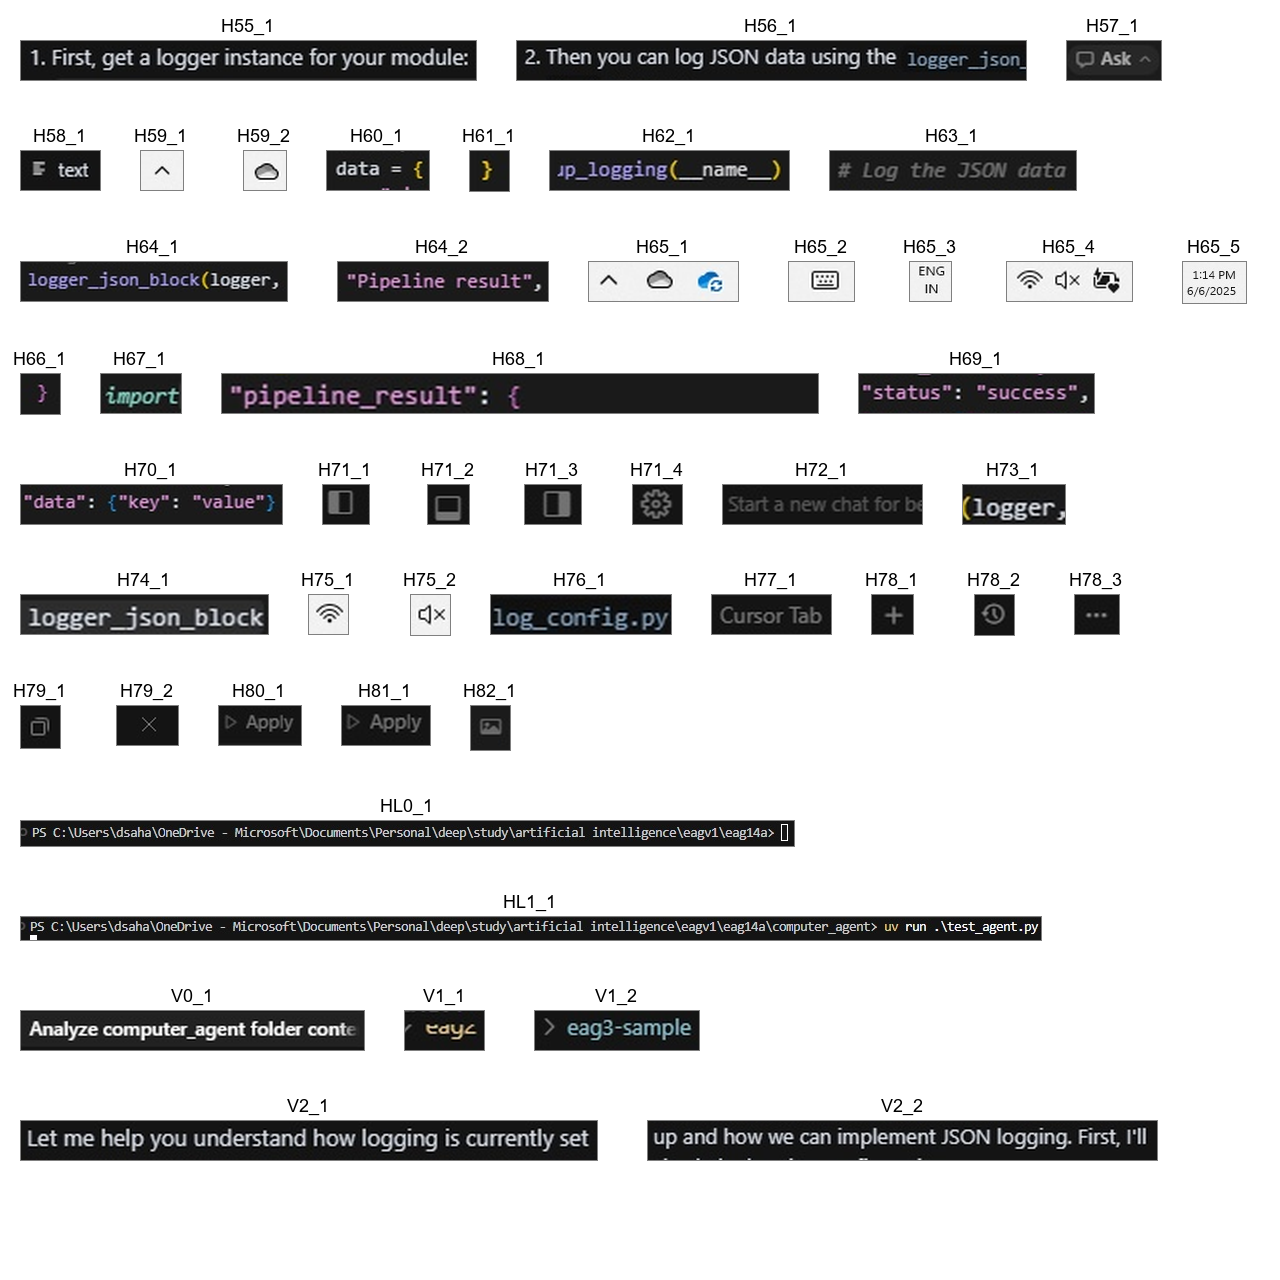 H55_1 H56_1 H57_1
1. First, get a logger instance for your module: 2. Then you can log JSON data using the logger_json_ Ask
H58_1 H59_1 H59_2 H60_1 H61_1 H62_1 H63_1
text data = { } up_logging(__name__) # Log the JSON data
H64_1 H64_2 H65_1 H65_2 H65_3 H65_4 H65_5
logger_json_block(logger, "Pipeline result", ENG 1:14 PM
IN 6/6/2025
H66_1 H67_1 H68_1 H69_1
} import "pipeline_result": { "status": "success",
H70_1 H71_1 H71_2 H71_3 H71_4 H72_1 H73_1
"data": {"key": "value"} Start a new chat for be (logger,
H74_1 H75_1 H75_2 H76_1 H77_1 H78_1 H78_2 H78_3
logger_json_block log_config.py Cursor Tab + ...
H79_1 H79_2 H80_1 H81_1 H82_1
Apply Apply
HL0_1
PS C:\Users\dsaha\OneDrive - Microsoft\Documents\Personal\deep\study\artificial intelligence\eagv1\eag14a>
HL1_1
PS C:\Users\dsaha\OneDrive - Microsoft\Documents\Personal\deep\study\artificial intelligence\eagv1\eag14a\computer_agent> uv run .\test_agent.py
V0_1 V1_1 V1_2
Analyze computer_agent folder conte eag2 > eag3-sample
V2_1 V2_2
Let me help you understand how logging is currently set up and how we can implement JSON logging. First, I'll